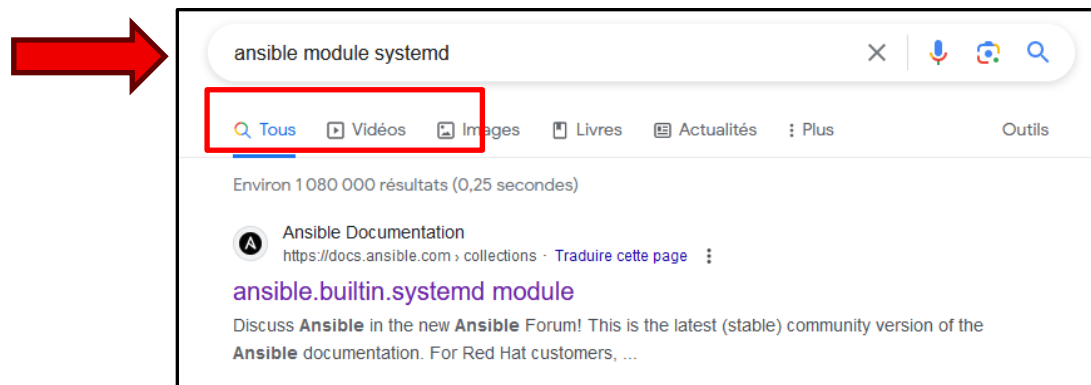 ansible module systemd
Tous Vidéos Images Livres Actualités Plus Outils
Environ 1 080 000 résultats (0,25 secondes)
A
Ansible Documentation
https://docs.ansible.com › collections · Traduire cette page
ansible.builtin.systemd module
Discuss Ansible in the new Ansible Forum! This is the latest (stable) community version of the
Ansible documentation. For Red Hat customers, ...